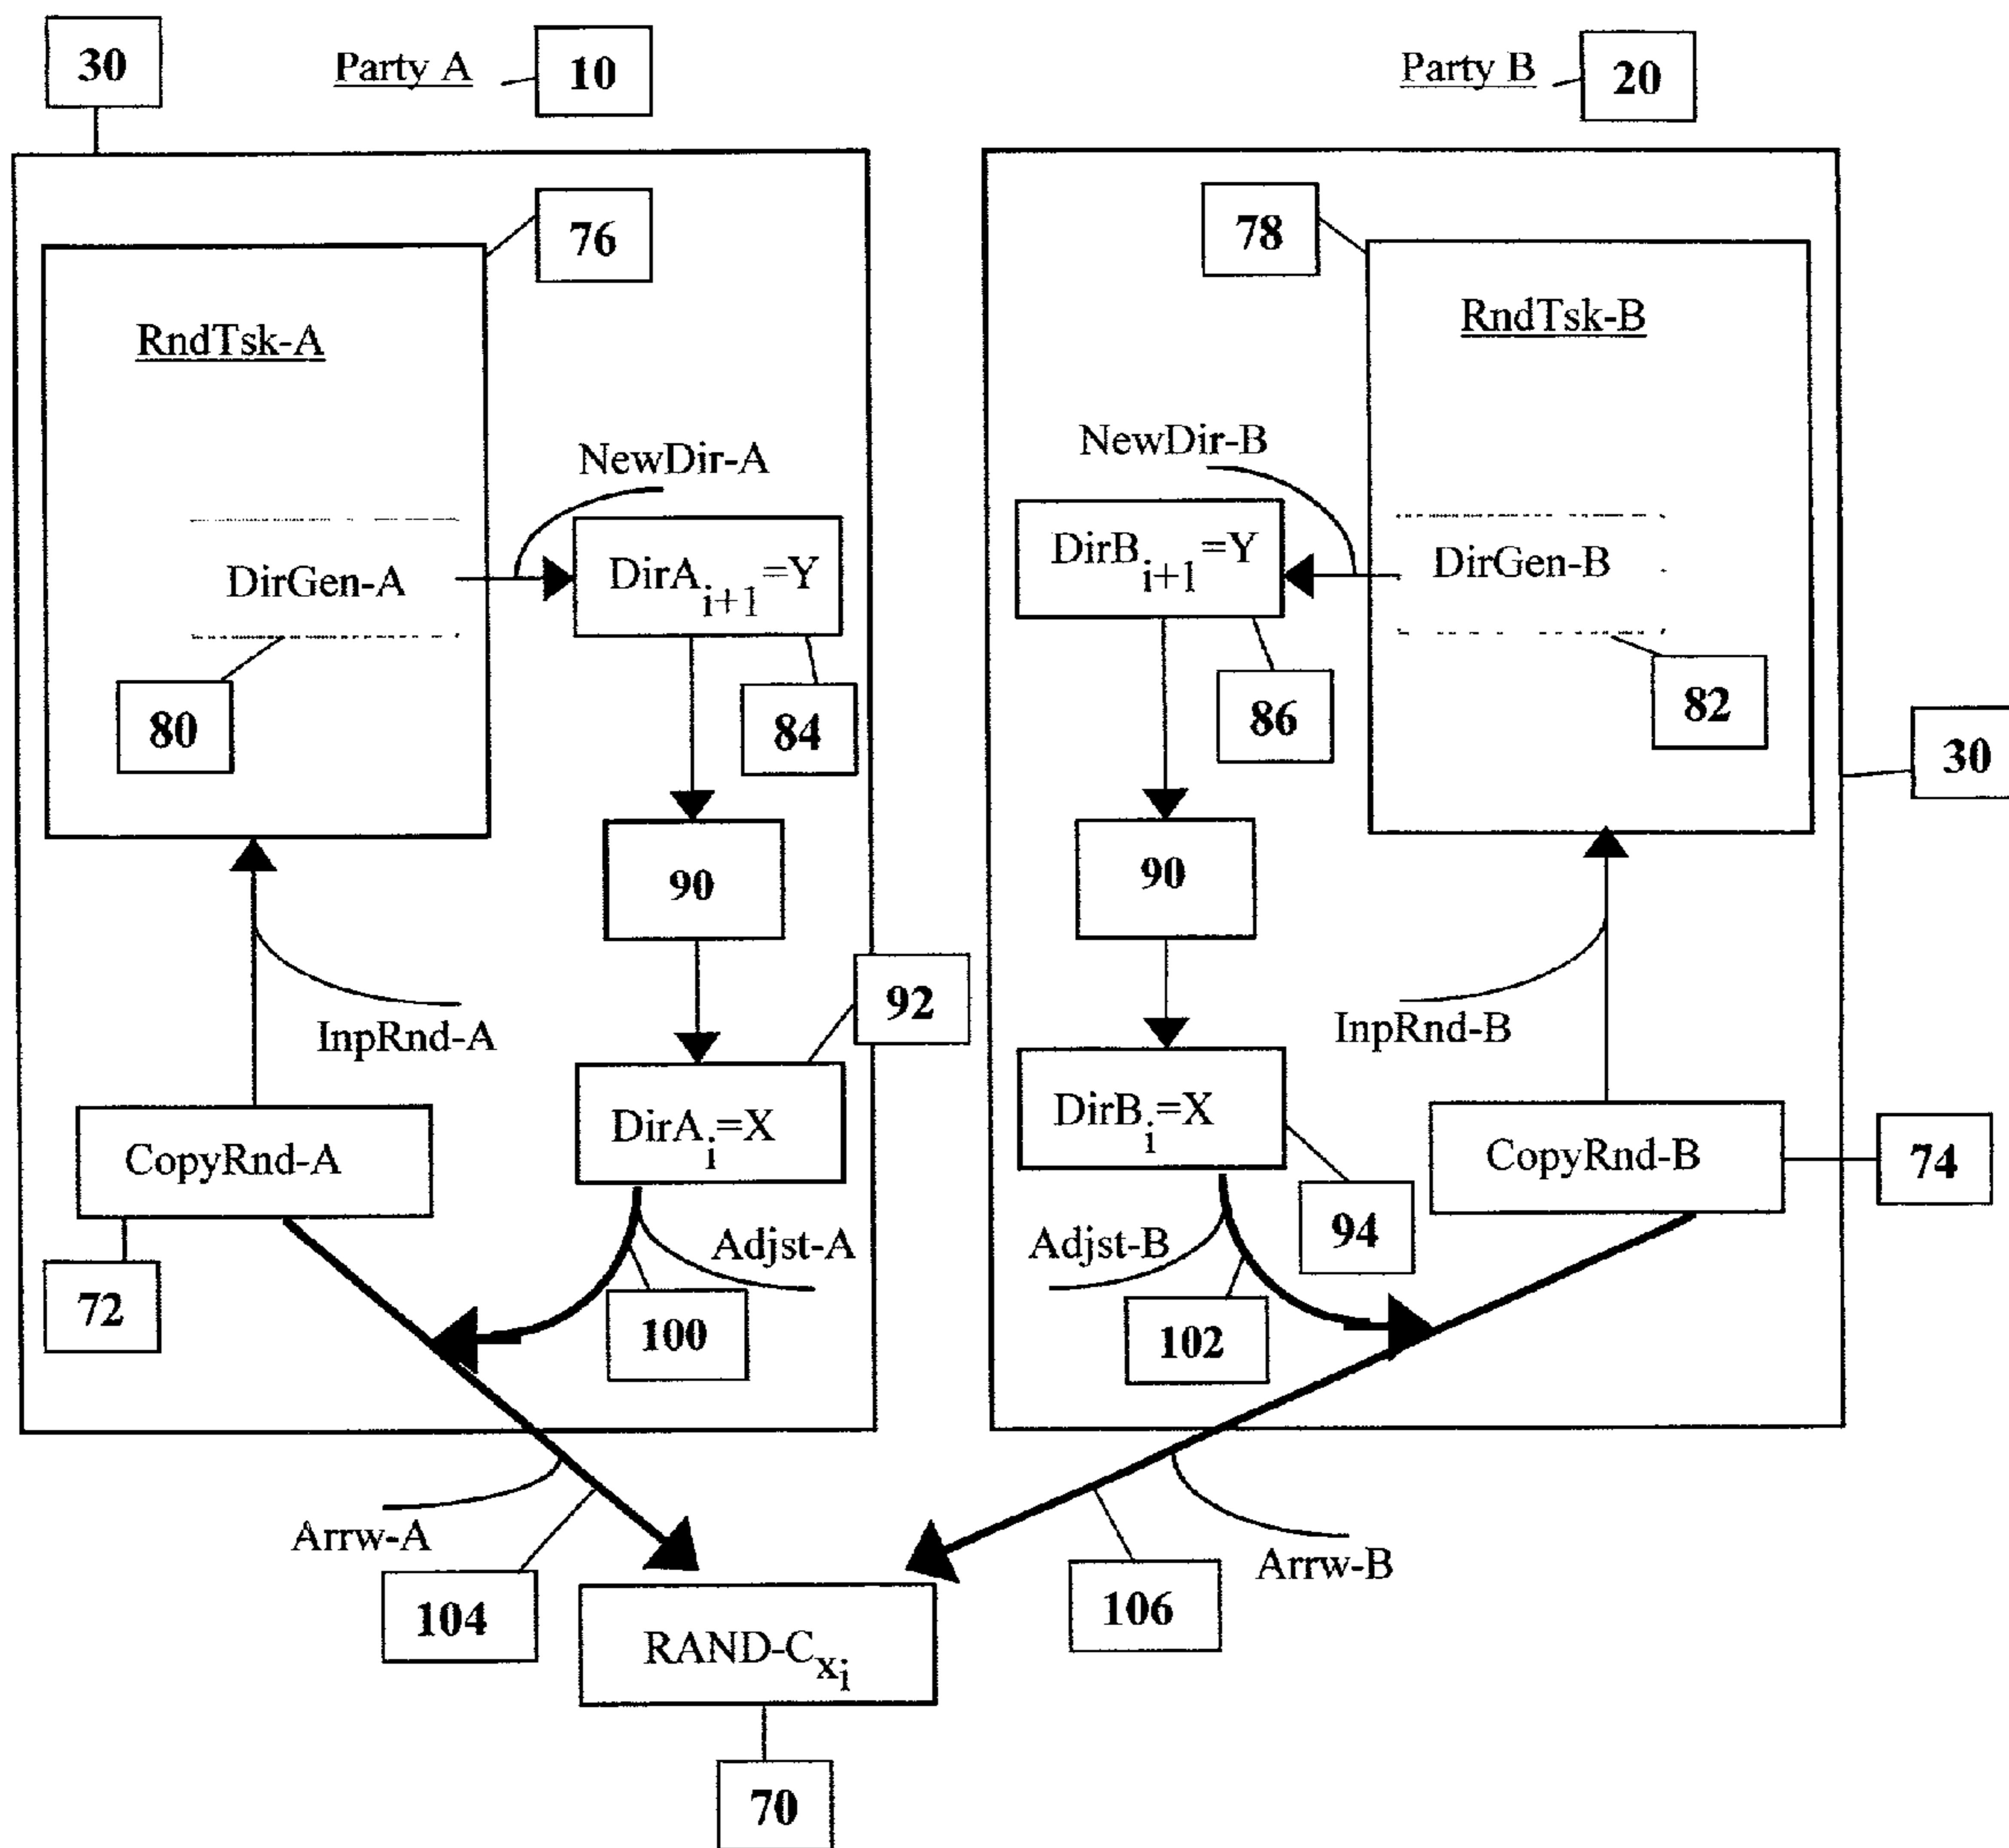 30
Party A
10
Party B
20
76
78
RndTsk-A
RndTsk-B
NewDir-A
NewDir-B
DirGen-A
DirA i+1 =Y
DirB i+1 =Y
DirGen-B
80
84
86
82
30
90
90
92
InpRnd-A
InpRnd-B
CopyRnd-A
DirA i =X
DirB i =X
CopyRnd-B
74
72
Adjst-A
Adjst-B
94
100
102
Arrw-A
Arrw-B
104
106
RAND-C x i
70